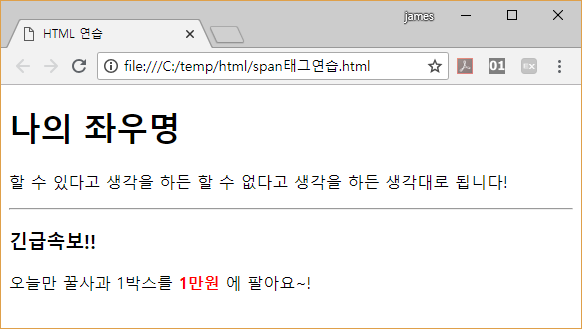 james
HTML 연습
file:///C:/temp/html/span태그연습.html
01
ex
나의 좌우명
할 수 있다고 생각을 하든 할 수 없다고 생각을 하든 생각대로 됩니다!
긴급속보!!
오늘만 꿀사과 1박스를 1만원 에 팔아요~!